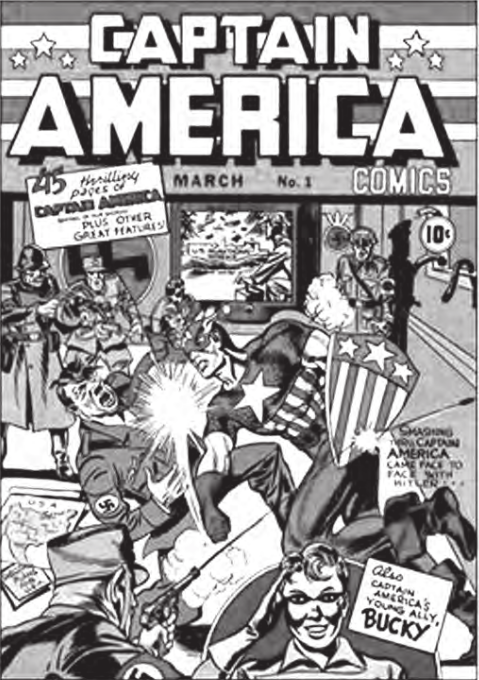 CAPTAIN
AMERICA
COMICS
MARCH No. 1
45 thrilling
pages of
CAPTAIN AMERICA
PLUS OTHER
GREAT FEATURES!
10¢
SMASHING
THRU, CAPTAIN
AMERICA
CAME FACE TO
FACE WITH
HITLER...
U S A
Also
CAPTAIN
AMERICA'S
YOUNG ALLY,
BUCKY